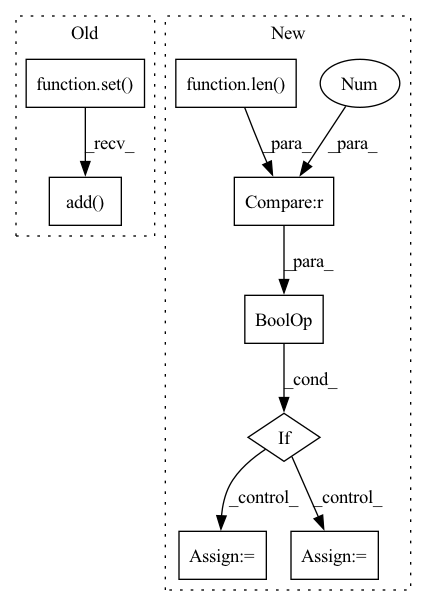 Old
New
function.set()
function.len()
Num
_recv_
_para_
_para_
add()
Compare:r
_para_
BoolOp
_cond_
If
_control_
_control_
Assign:=
Assign:=